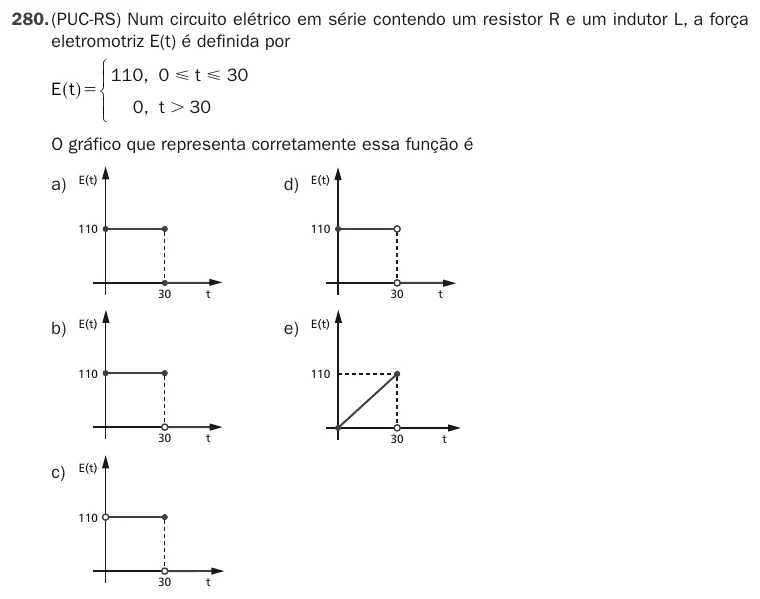 280. (PUC-RS) Num circuito elétrico em série contendo um resistor R e um indutor L, a força
eletromotriz E(t) é definida por
E(t) = { 110, 0 ⩽ t ⩽ 30
0, t > 30
O gráfico que representa corretamente essa função é
a) E(t)
110
30 t
b) E(t)
110
30 t
c) E(t)
110
30 t
d) E(t)
110
30 t
e) E(t)
110
30 t